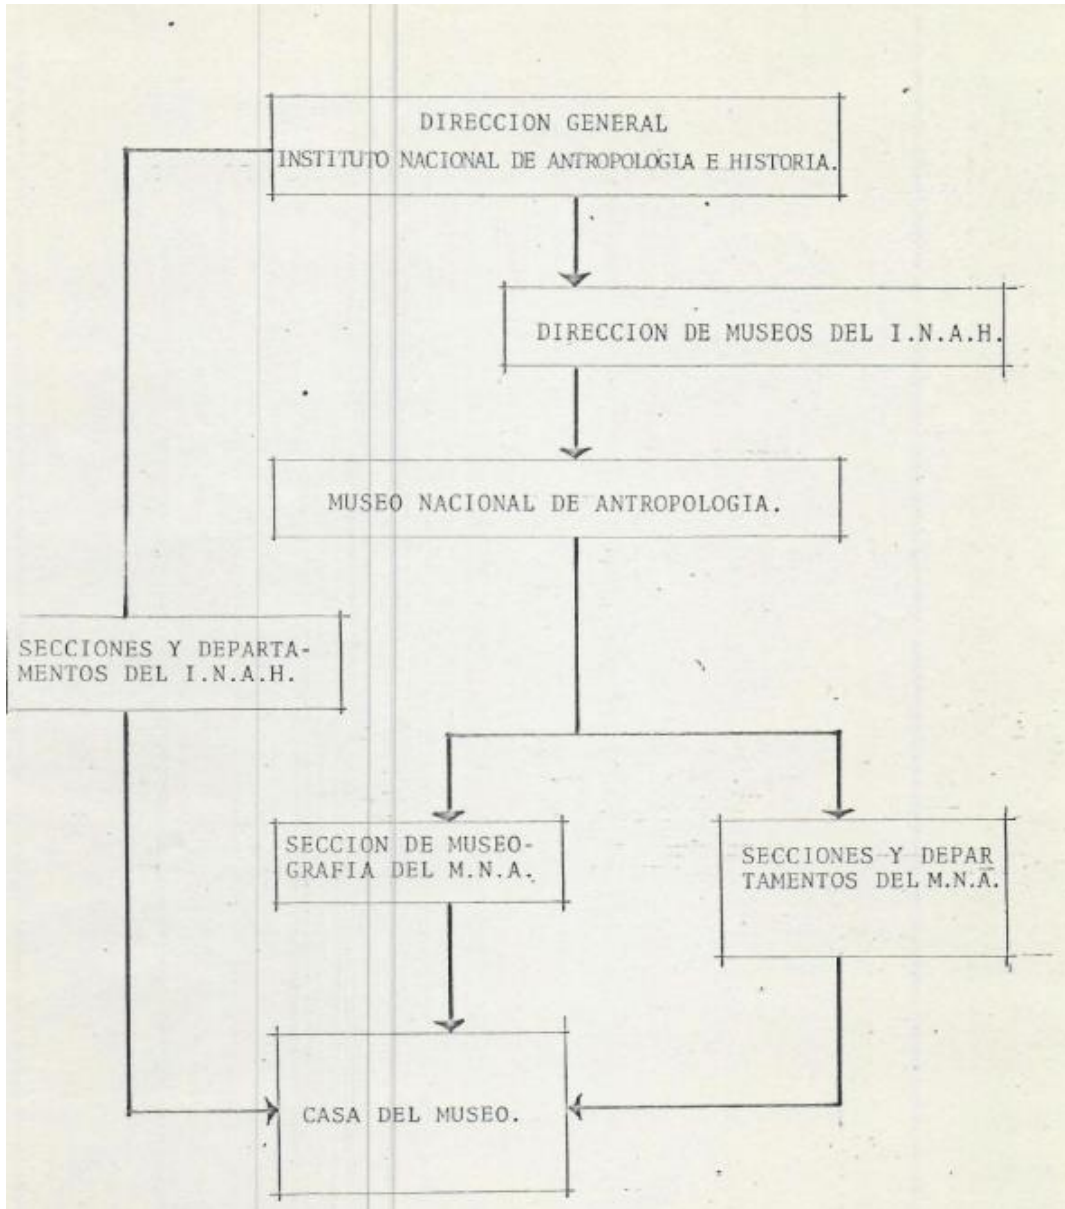 DIRECCION GENERAL
INSTITUTO NACIONAL DE ANTROPOLOGIA E HISTORIA.
DIRECCION DE MUSEOS DEL I.N.A.H.
MUSEO NACIONAL DE ANTROPOLOGIA.
SECCIONES Y DEPARTA-
MENTOS DEL I.N.A.H.
SECCION DE MUSEO-
GRAFIA DEL M.N.A.
SECCIONES Y DEPAR
TAMENTOS DEL M.N.A.
CASA DEL MUSEO.